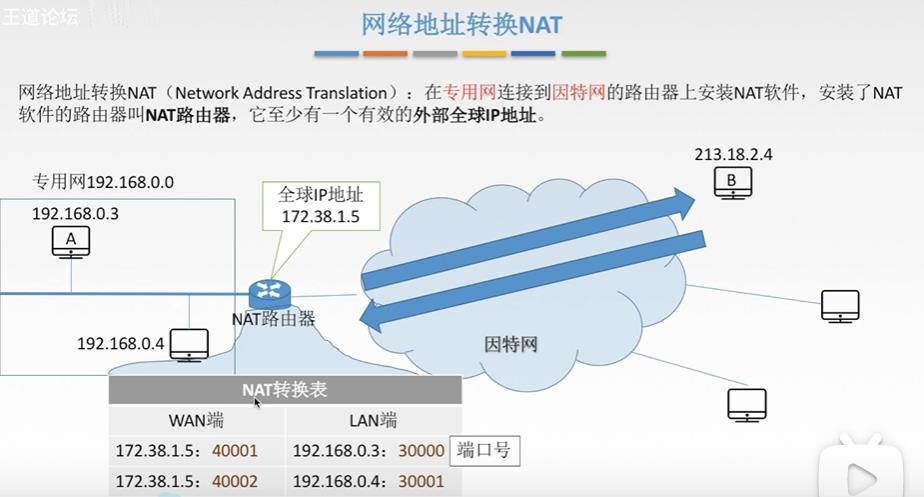 王道论坛
网络地址转换NAT
网络地址转换NAT（Network Address Translation）：在专用网连接到因特网的路由器上安装NAT软件，安装了NAT
软件的路由器叫NAT路由器，它至少有一个有效的外部全球IP地址。
213.18.2.4
B
专用网192.168.0.0
全球IP地址
172.38.1.5
192.168.0.3
A
NAT路由器
192.168.0.4
因特网
NAT转换表
WAN端 LAN端
172.38.1.5：40001 192.168.0.3：30000 端口号
172.38.1.5：40002 192.168.0.4：30001